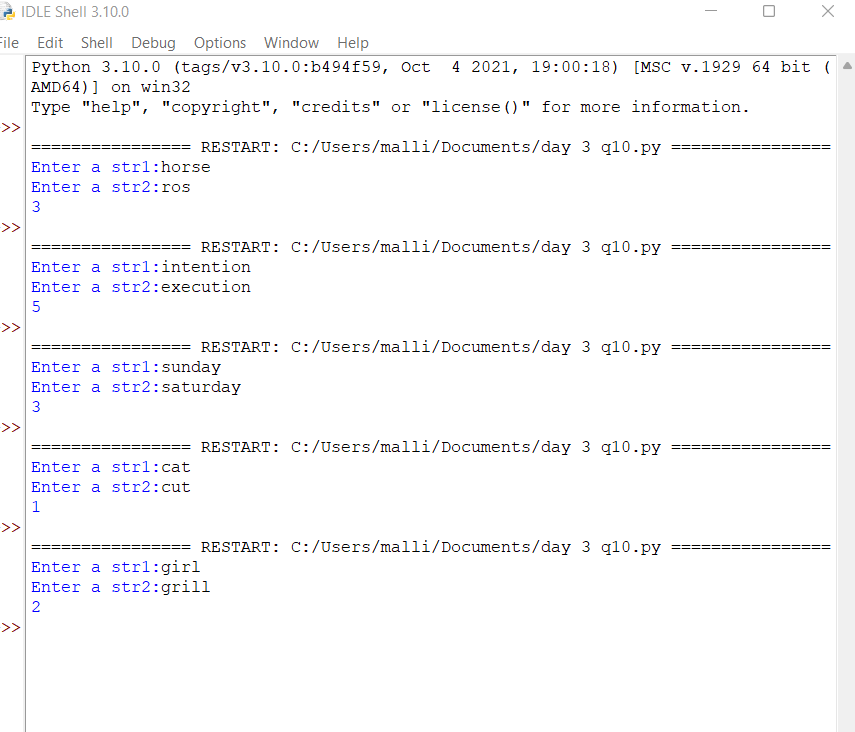 IDLE Shell 3.10.0
File Edit Shell Debug Options Window Help
Python 3.10.0 (tags/v3.10.0:b494f59, Oct  4 2021, 19:00:18) [MSC v.1929 64 bit (
AMD64)] on win32
Type "help", "copyright", "credits" or "license()" for more information.
>>
================ RESTART: C:/Users/malli/Documents/day 3 q10.py ================
Enter a str1:horse
Enter a str2:ros
3
>>
================ RESTART: C:/Users/malli/Documents/day 3 q10.py ================
Enter a str1:intention
Enter a str2:execution
5
>>
================ RESTART: C:/Users/malli/Documents/day 3 q10.py ================
Enter a str1:sunday
Enter a str2:saturday
3
>>
================ RESTART: C:/Users/malli/Documents/day 3 q10.py ================
Enter a str1:cat
Enter a str2:cut
1
>>
================ RESTART: C:/Users/malli/Documents/day 3 q10.py ================
Enter a str1:girl
Enter a str2:grill
2
>>